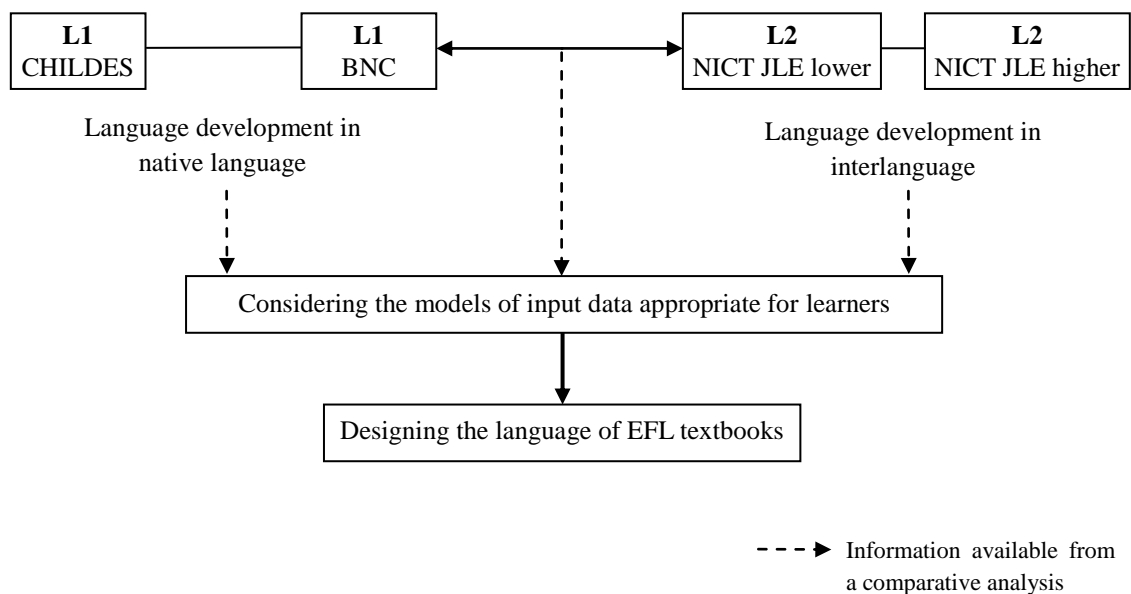 L1
CHILDES
L1
BNC
L2
NICT JLE lower
L2
NICT JLE higher
Language development in
native language
Language development in
interlanguage
Considering the models of input data appropriate for learners
Designing the language of EFL textbooks
Information available from
a comparative analysis